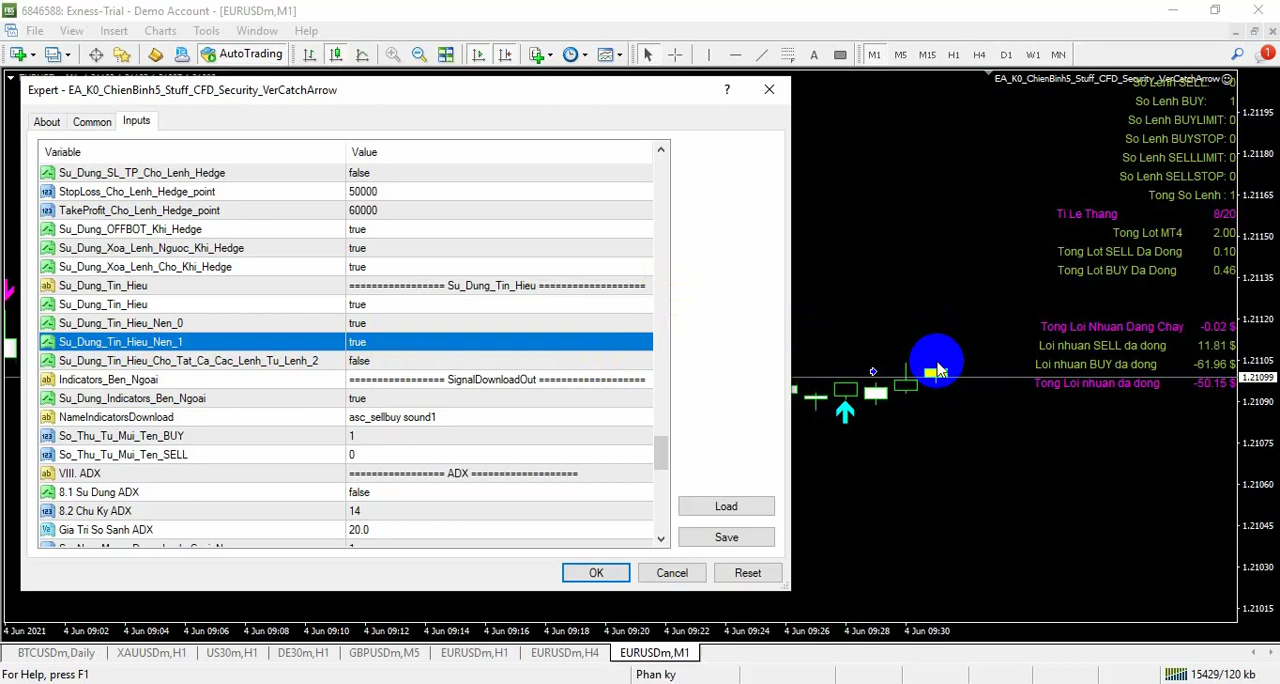 6846588: Exness-Trial - Demo Account - [EURUSDm,M1]
File View Insert Charts Tools Window Help
AutoTrading M1 M5 M15 H1 H4 D1 W1 MN 1
Expert - EA_K0_ChienBinh5_Stuff_CFD_Security_VerCatchArrow ?
About Common Inputs
Variable Value
Su_Dung_SL_TP_Cho_Lenh_Hedge false
StopLoss_Cho_Lenh_Hedge_point 50000
TakeProfit_Cho_Lenh_Hedge_point 60000
Su_Dung_OFFBOT_Khi_Hedge true
Su_Dung_Xoa_Lenh_Nguoc_Khi_Hedge true
Su_Dung_Xoa_Lenh_Cho_Khi_Hedge true
Su_Dung_Tin_Hieu ================ Su_Dung_Tin_Hieu ==================
Su_Dung_Tin_Hieu true
Su_Dung_Tin_Hieu_Nen_0 true
Su_Dung_Tin_Hieu_Nen_1 true
Su_Dung_Tin_Hieu_Cho_Tat_Ca_Cac_Lenh_Tu_Lenh_2 false
Indicators_Ben_Ngoai ================ SignalDownloadOut ================
Su_Dung_Indicators_Ben_Ngoai true
NameIndicatorsDownload asc_sellbuy sound1
So_Thu_Tu_Mui_Ten_BUY 1
So_Thu_Tu_Mui_Ten_SELL 0
VIII. ADX ================ ADX ==================
8.1 Su Dung ADX false
8.2 Chu Ky ADX 14
Gia Tri So Sanh ADX 20.0
Load
Save
OK Cancel Reset
EA_K0_ChienBinh5_Stuff_CFD_Security_VerCatchArrow
So Lenh SELL: 0
So Lenh BUY: 1
So Lenh BUYLIMIT: 0
So Lenh BUYSTOP: 0
So Lenh SELLLIMIT: 0
So Lenh SELLSTOP: 0
Tong So Lenh : 1
Ti Le Thang 8/20
Tong Lot MT4 2.00
Tong Lot SELL Da Dong 0.10
Tong Lot BUY Da Dong 0.46
Tong Loi Nhuan Dang Chay -0.02 $
Loi nhuan SELL da dong 11.81 $
Loi nhuan BUY da dong -61.96 $
Tong Loi nhuan da dong -50.15 $
1.21195
1.21180
1.21165
1.21150
1.21135
1.21120
1.21105
1.21099
1.21090
1.21075
1.21060
1.21045
1.21030
1.21015
4 Jun 2021 4 Jun 09:02 4 Jun 09:04 4 Jun 09:06 4 Jun 09:08 4 Jun 09:10 4 Jun 09:12 4 Jun 09:14 4 Jun 09:16 4 Jun 09:18 4 Jun 09:20 4 Jun 09:22 4 Jun 09:24 4 Jun 09:26 4 Jun 09:28 4 Jun 09:30
BTCUSDm,Daily XAUUSDm,H1 US30m,H1 DE30m,H1 GBPUSDm,M5 EURUSDm,H1 EURUSDm,H4 EURUSDm,M1
For Help, press F1 Phan ky 15429/120 kb